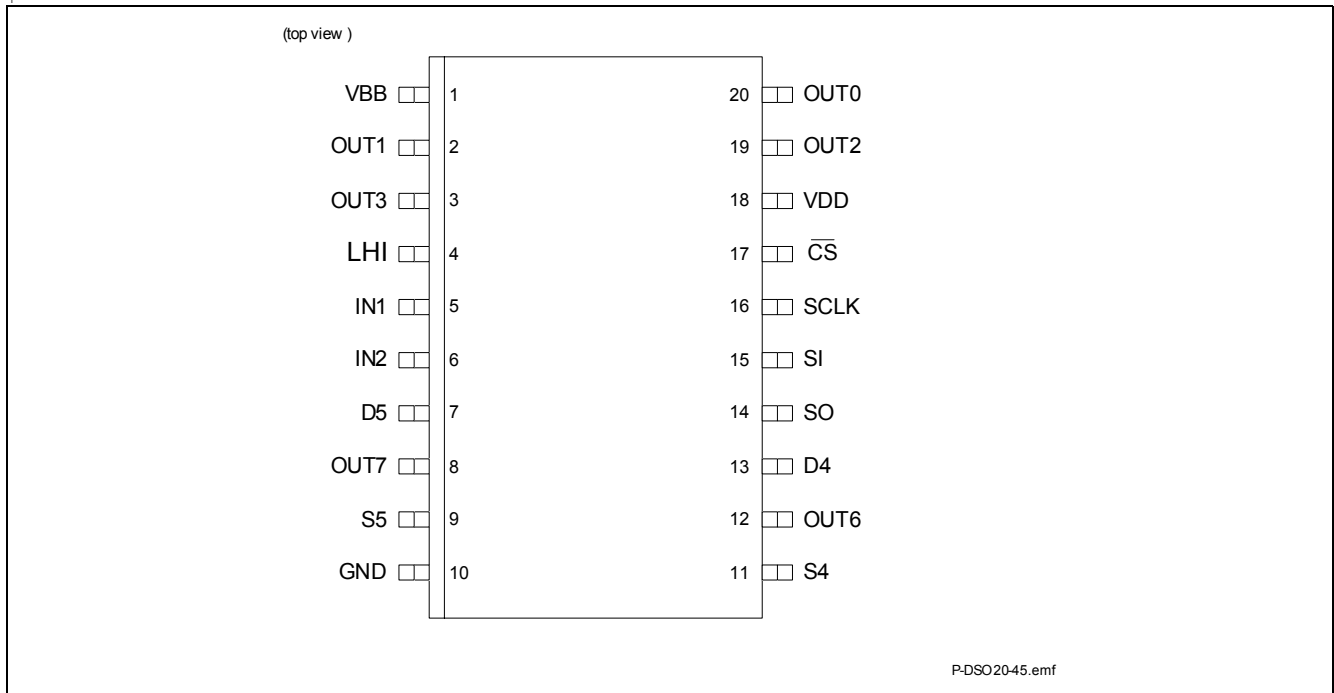 (top view )
VBB 1 20 OUT0
OUT1 2 19 OUT2
OUT3 3 18 VDD
LHI 4 17 C̅S̅
IN1 5 16 SCLK
IN2 6 15 SI
D5 7 14 SO
OUT7 8 13 D4
S5 9 12 OUT6
GND 10 11 S4
P-DSO20-45.emf